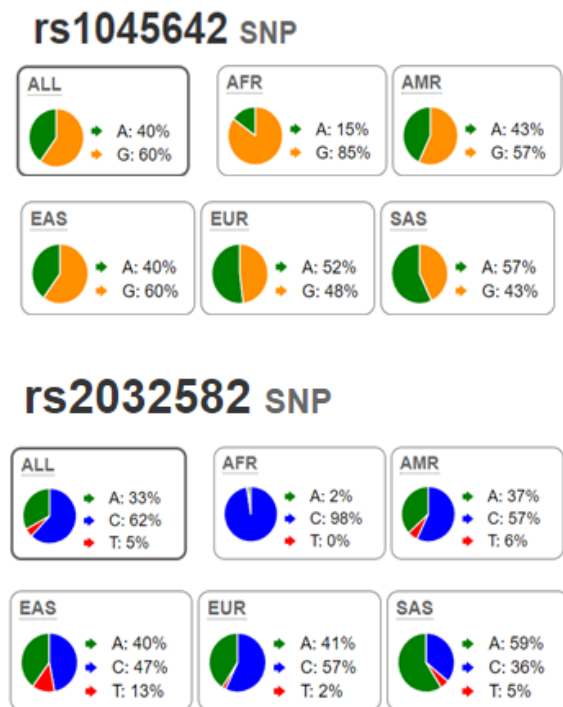 rs1045642 SNP
ALL
A: 40%
G: 60%
AFR
A: 15%
G: 85%
AMR
A: 43%
G: 57%
EAS
A: 40%
G: 60%
EUR
A: 52%
G: 48%
SAS
A: 57%
G: 43%
rs2032582 SNP
ALL
A: 33%
C: 62%
T: 5%
AFR
A: 2%
C: 98%
T: 0%
AMR
A: 37%
C: 57%
T: 6%
EAS
A: 40%
C: 47%
T: 13%
EUR
A: 41%
C: 57%
T: 2%
SAS
A: 59%
C: 36%
T: 5%